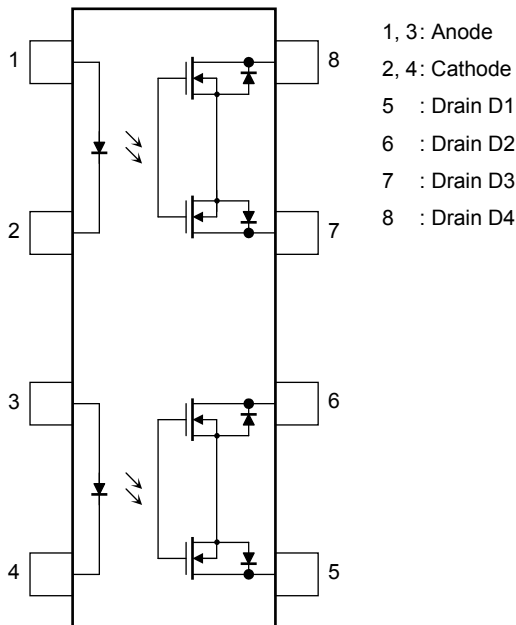 1
2
3
4
8
7
6
5
1, 3: Anode
2, 4: Cathode
5 : Drain D1
6 : Drain D2
7 : Drain D3
8 : Drain D4